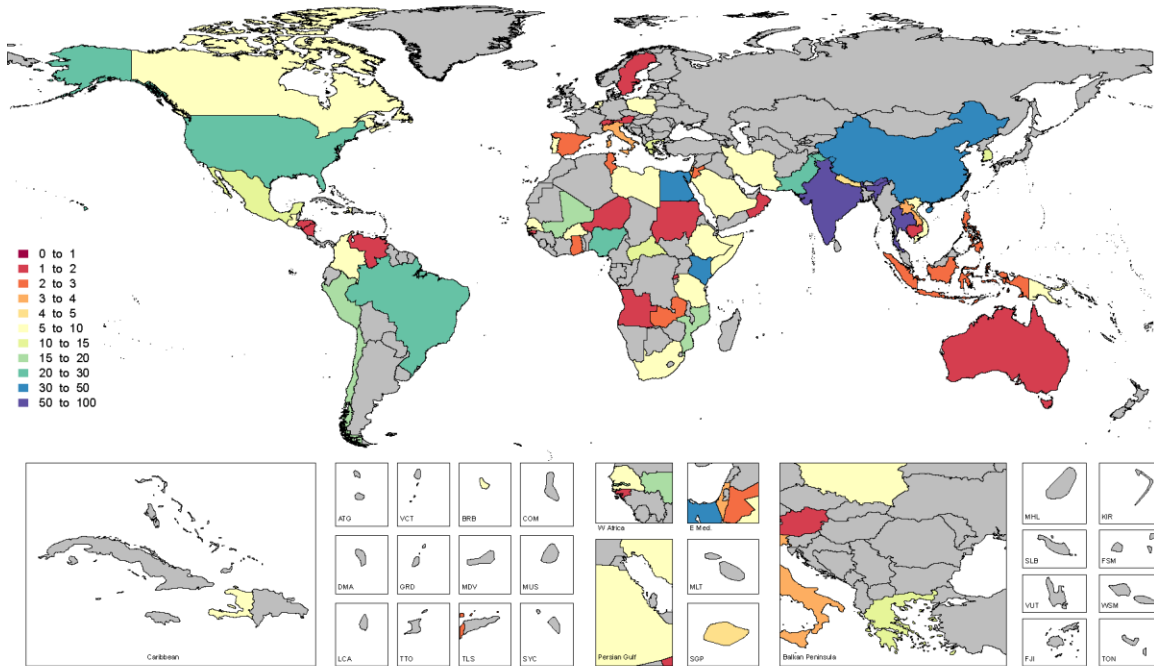 0 to 1
1 to 2
2 to 3
3 to 4
4 to 5
5 to 10
10 to 15
15 to 20
20 to 30
30 to 50
50 to 100
Caribbean
ATG
VCT
BRB
COM
DMA
GRD
MDV
MUS
LCA
TTO
TLS
SYC
W Africa
E Med.
Persian Gulf
MLT
SGP
Balkan Peninsula
MHL
KIR
SLB
FSM
VUT
WSM
FJI
TON